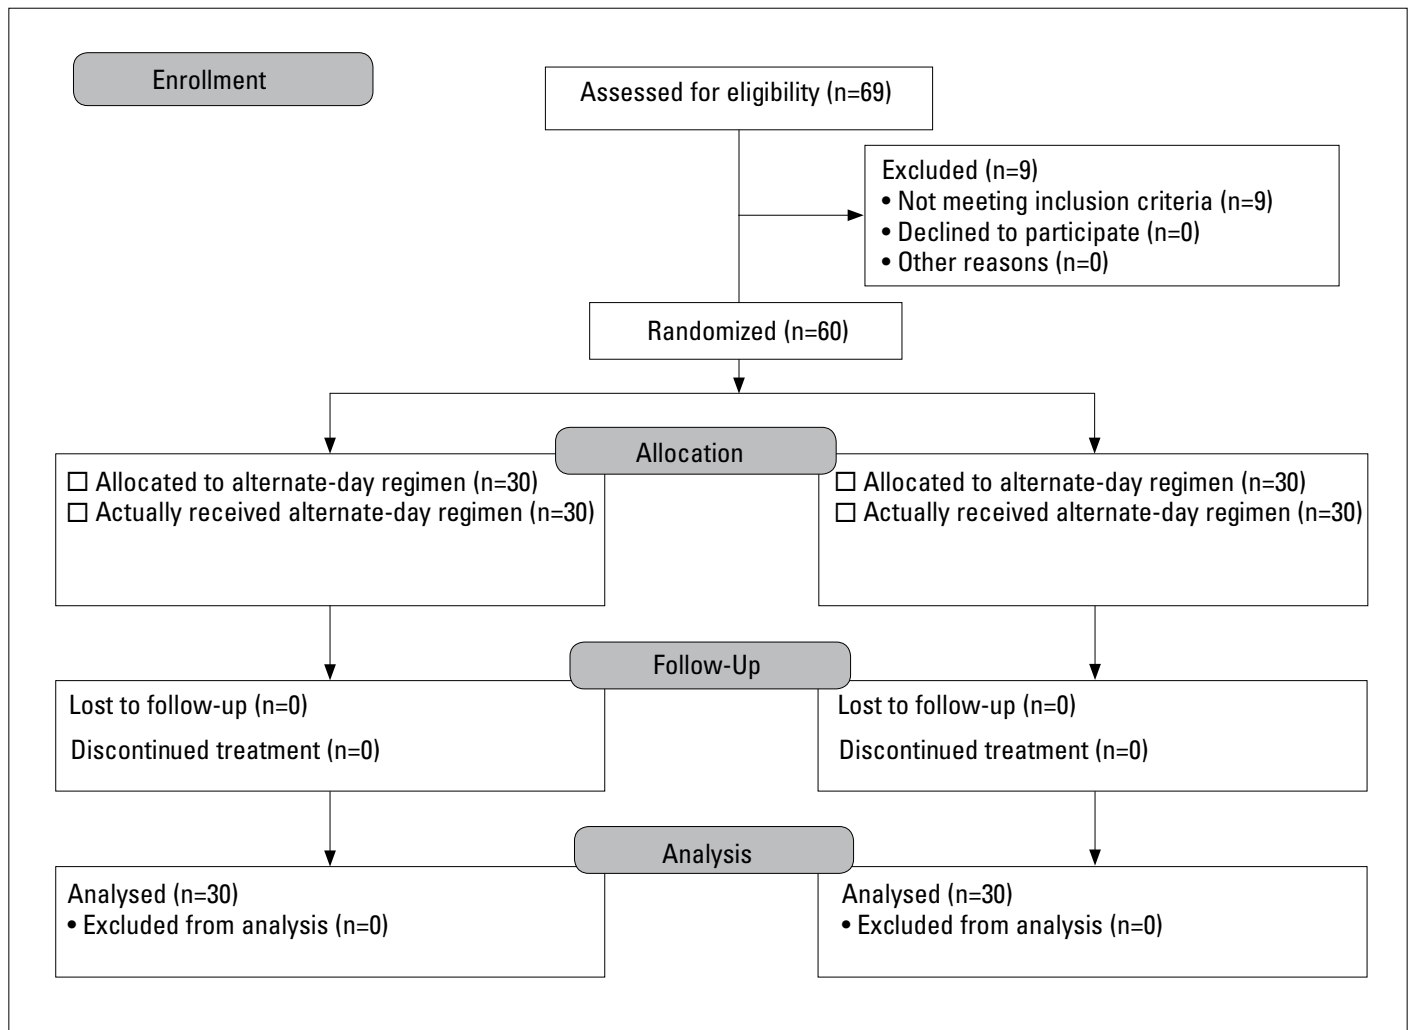 Enrollment
Assessed for eligibility (n=69)
Excluded (n=9)
• Not meeting inclusion criteria (n=9)
• Declined to participate (n=0)
• Other reasons (n=0)
Randomized (n=60)
Allocation
☐ Allocated to alternate-day regimen (n=30)
☐ Actually received alternate-day regimen (n=30)
☐ Allocated to alternate-day regimen (n=30)
☐ Actually received alternate-day regimen (n=30)
Follow-Up
Lost to follow-up (n=0)
Discontinued treatment (n=0)
Lost to follow-up (n=0)
Discontinued treatment (n=0)
Analysis
Analysed (n=30)
• Excluded from analysis (n=0)
Analysed (n=30)
• Excluded from analysis (n=0)